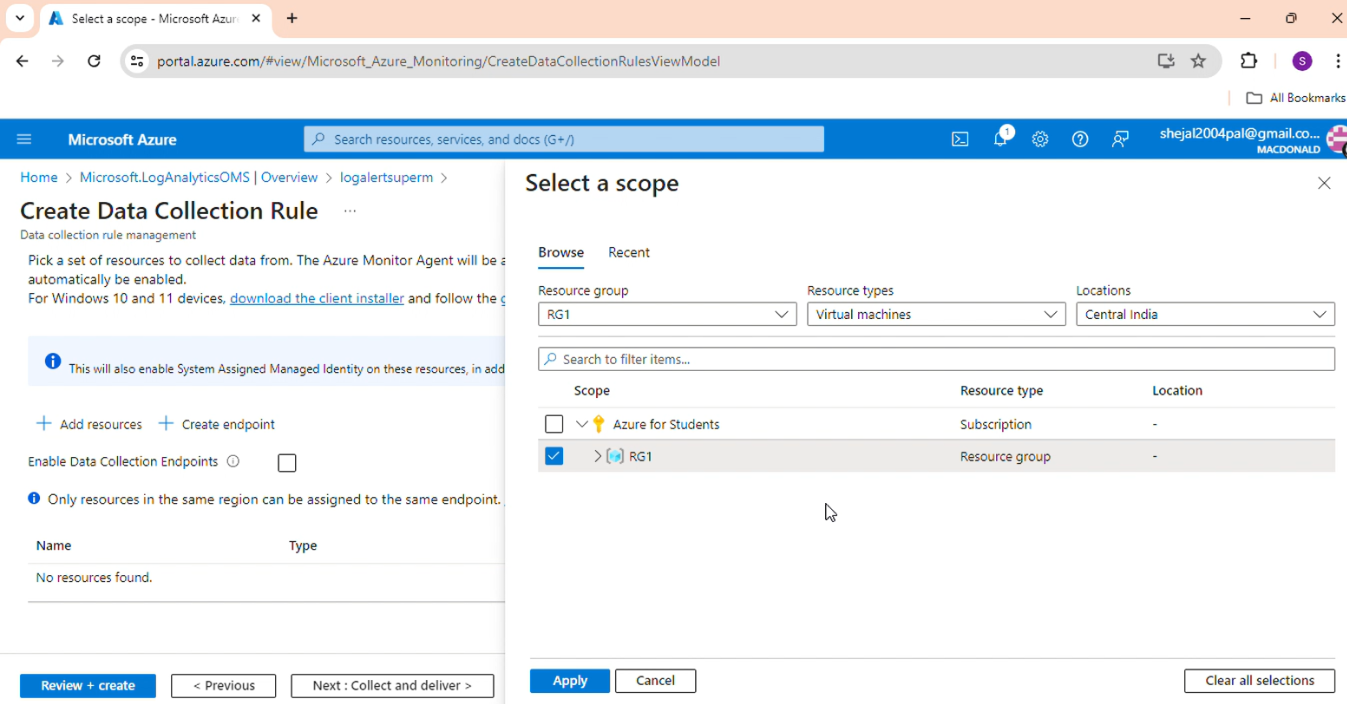 Select a scope - Microsoft Azur
portal.azure.com/#view/Microsoft_Azure_Monitoring/CreateDataCollectionRulesViewModel
S
All Bookmarks
Microsoft Azure
Search resources, services, and docs (G+/)
1
shejal2004pal@gmail.co...
MACDONALD
Home > Microsoft.LogAnalyticsOMS | Overview > logalertsuperm >
Create Data Collection Rule ...
Data collection rule management
Pick a set of resources to collect data from. The Azure Monitor Agent will be
automatically be enabled.
For Windows 10 and 11 devices, download the client installer and follow the
This will also enable System Assigned Managed Identity on these resources, in add
+ Add resources + Create endpoint
Enable Data Collection Endpoints
Only resources in the same region can be assigned to the same endpoint.
Name Type
No resources found.
Review + create < Previous Next : Collect and deliver >
Select a scope
Browse Recent
Resource group Resource types Locations
RG1 Virtual machines Central India
Search to filter items...
Scope Resource type Location
Azure for Students Subscription -
RG1 Resource group -
Apply Cancel Clear all selections